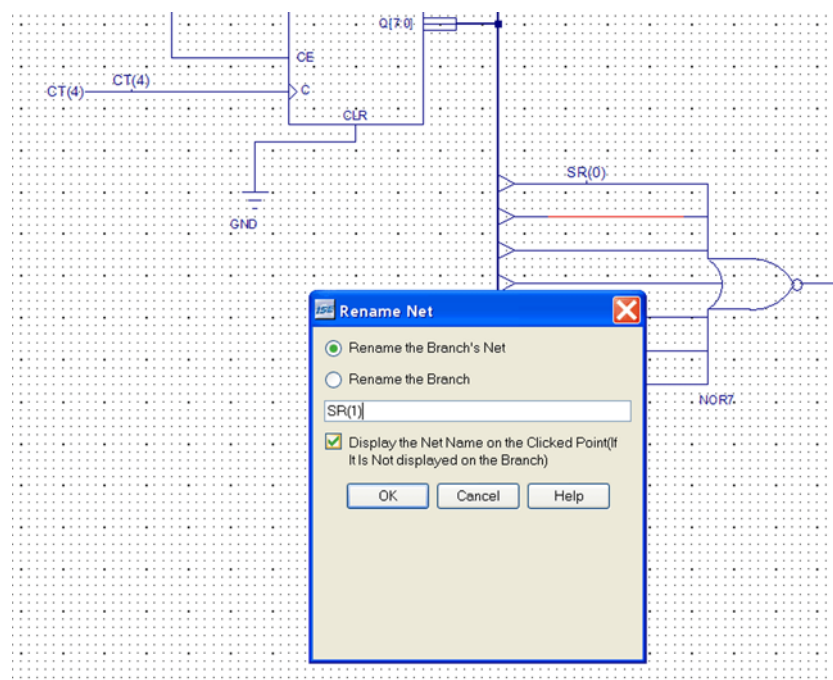 Q[7:0]
CE
CT(4)
CT(4)
C
CLR
SR(0)
GND
ISE Rename Net
Rename the Branch's Net
Rename the Branch
NOR7
SR(1)
Display the Net Name on the Clicked Point(If
It Is Not displayed on the Branch)
OK Cancel Help